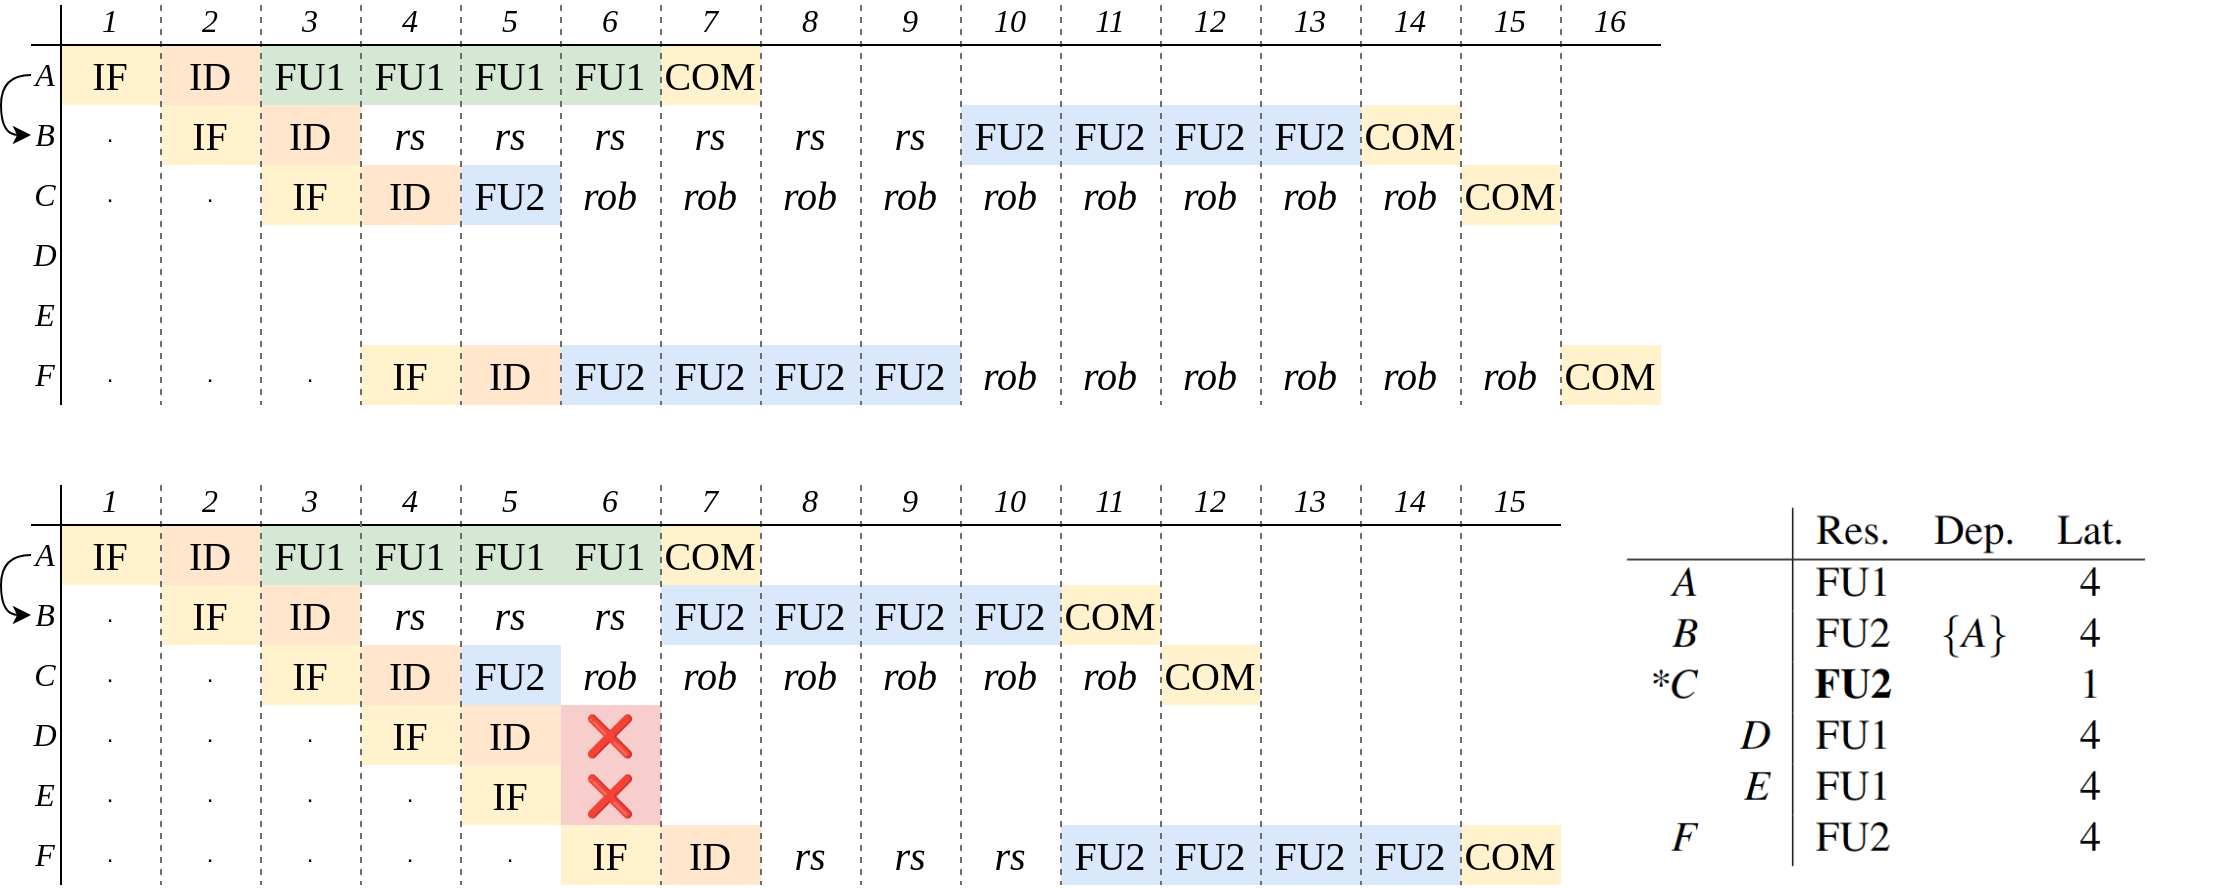 1 2 3 4 5 6 7 8 9 10 11 12 13 14 15 16
A IF ID FU1 FU1 FU1 FU1 COM
B . IF ID rs rs rs rs rs rs FU2 FU2 FU2 FU2 COM
C . . IF ID FU2 rob rob rob rob rob rob rob rob rob COM
D
E
F . . . IF ID FU2 FU2 FU2 FU2 rob rob rob rob rob rob COM
1 2 3 4 5 6 7 8 9 10 11 12 13 14 15
A IF ID FU1 FU1 FU1 FU1 COM
B . IF ID rs rs rs FU2 FU2 FU2 FU2 COM
C . . IF ID FU2 rob rob rob rob rob rob COM
D . . . IF ID ❌
E . . . . IF ❌
F . . . . . IF ID rs rs rs FU2 FU2 FU2 FU2 COM
Res. Dep. Lat.
A FU1 4
B FU2 {A} 4
*C FU2 1
D FU1 4
E FU1 4
F FU2 4